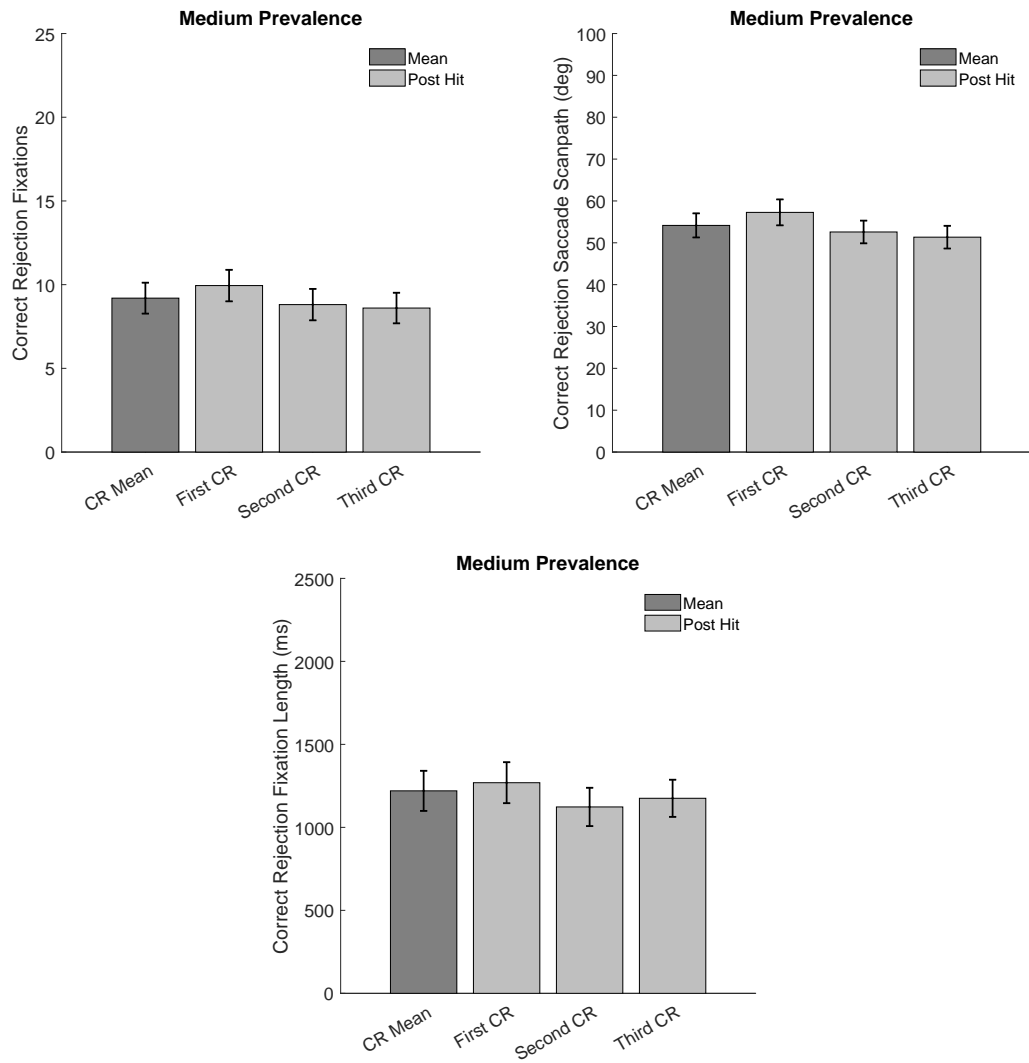 Medium Prevalence
25
20
15
10
5
0
Correct Rejection Fixations
Mean
Post Hit
CR Mean
First CR
Second CR
Third CR
Medium Prevalence
100
90
80
70
60
50
40
30
20
10
0
Correct Rejection Saccade Scanpath (deg)
Mean
Post Hit
CR Mean
First CR
Second CR
Third CR
Medium Prevalence
2500
2000
1500
1000
500
0
Correct Rejection Fixation Length (ms)
Mean
Post Hit
CR Mean
First CR
Second CR
Third CR